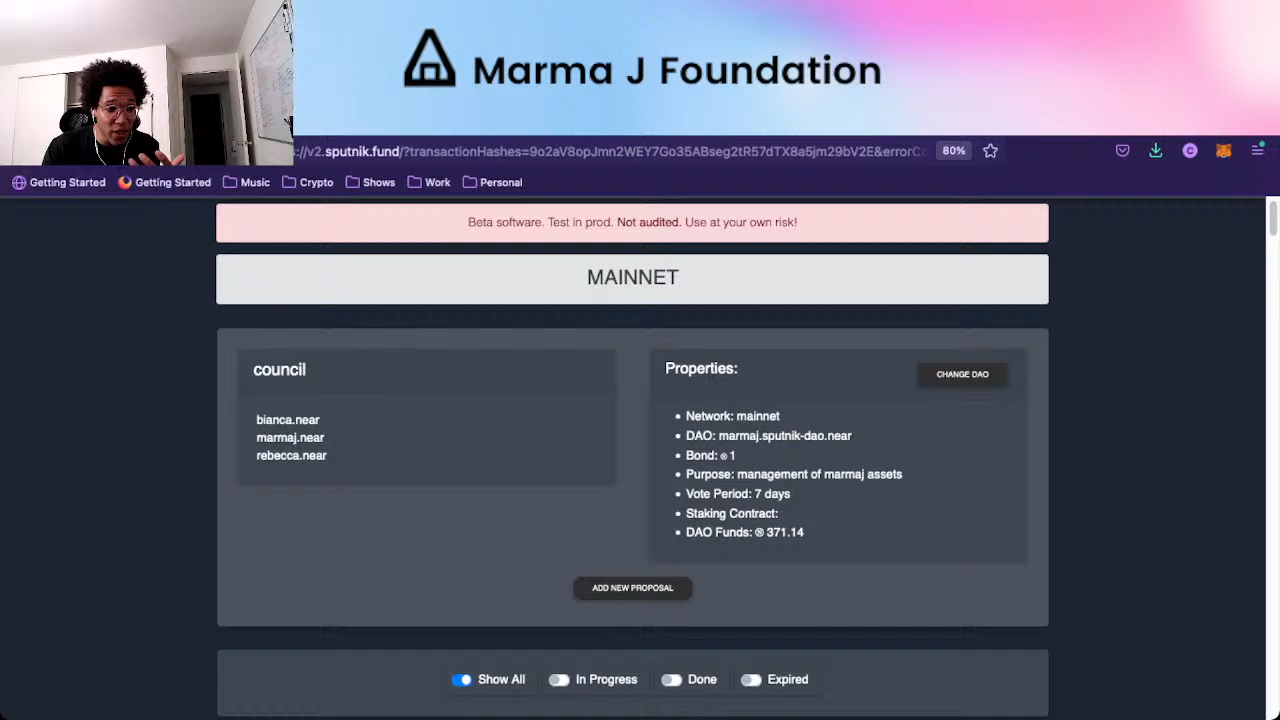 Marma J Foundation
://v2.sputnik.fund/?transactionHashes=9o2aV8opJmn2WEY7Go35ABseg2tR57dTX8a5jm29bV2E&errorC
80%
Getting Started
Getting Started
Music
Crypto
Shows
Work
Personal
Beta software. Test in prod. Not audited. Use at your own risk!
MAINNET
council
bianca.near
marmaj.near
rebecca.near
Properties:
CHANGE DAO
Network: mainnet
DAO: marmaj.sputnik-dao.near
Bond: Ⓝ 1
Purpose: management of marmaj assets
Vote Period: 7 days
Staking Contract:
DAO Funds: Ⓝ 371.14
ADD NEW PROPOSAL
Show All
In Progress
Done
Expired